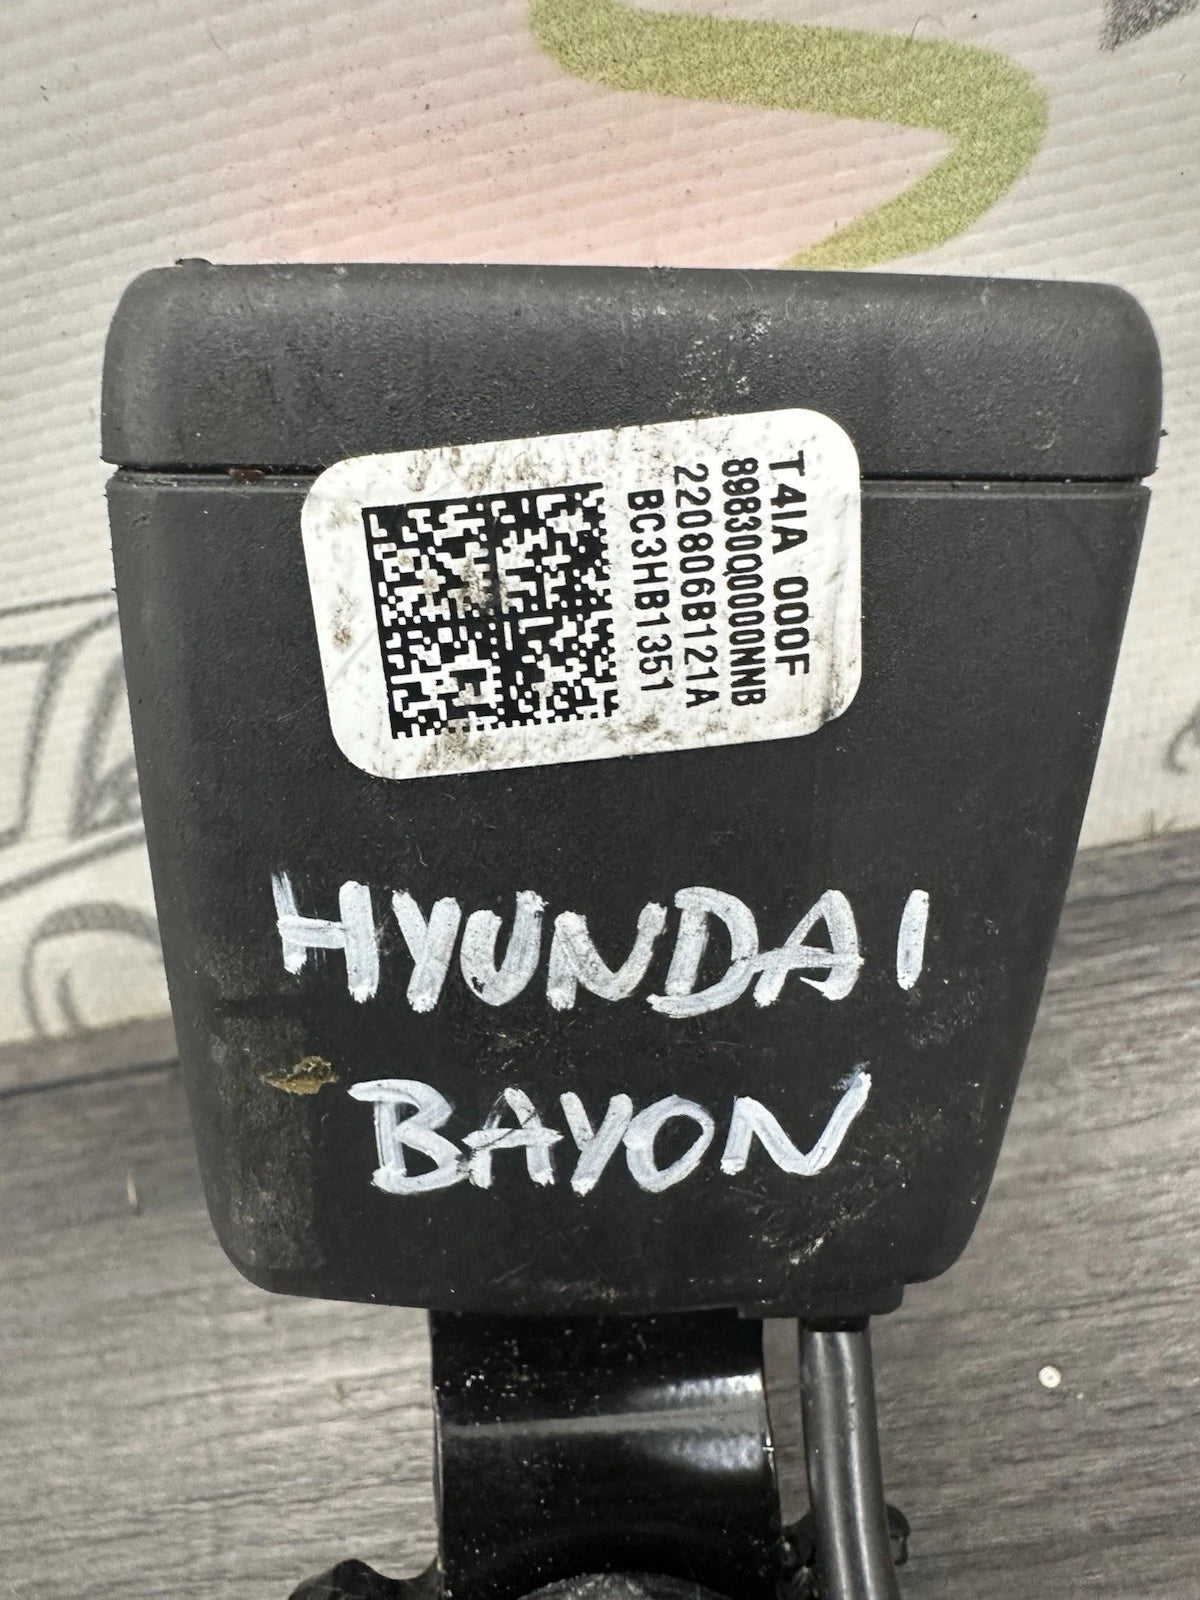 T4IA 000F
89830Q0000NNB
220806B121A
BC3HB1351
HYUNDAI
BAYON